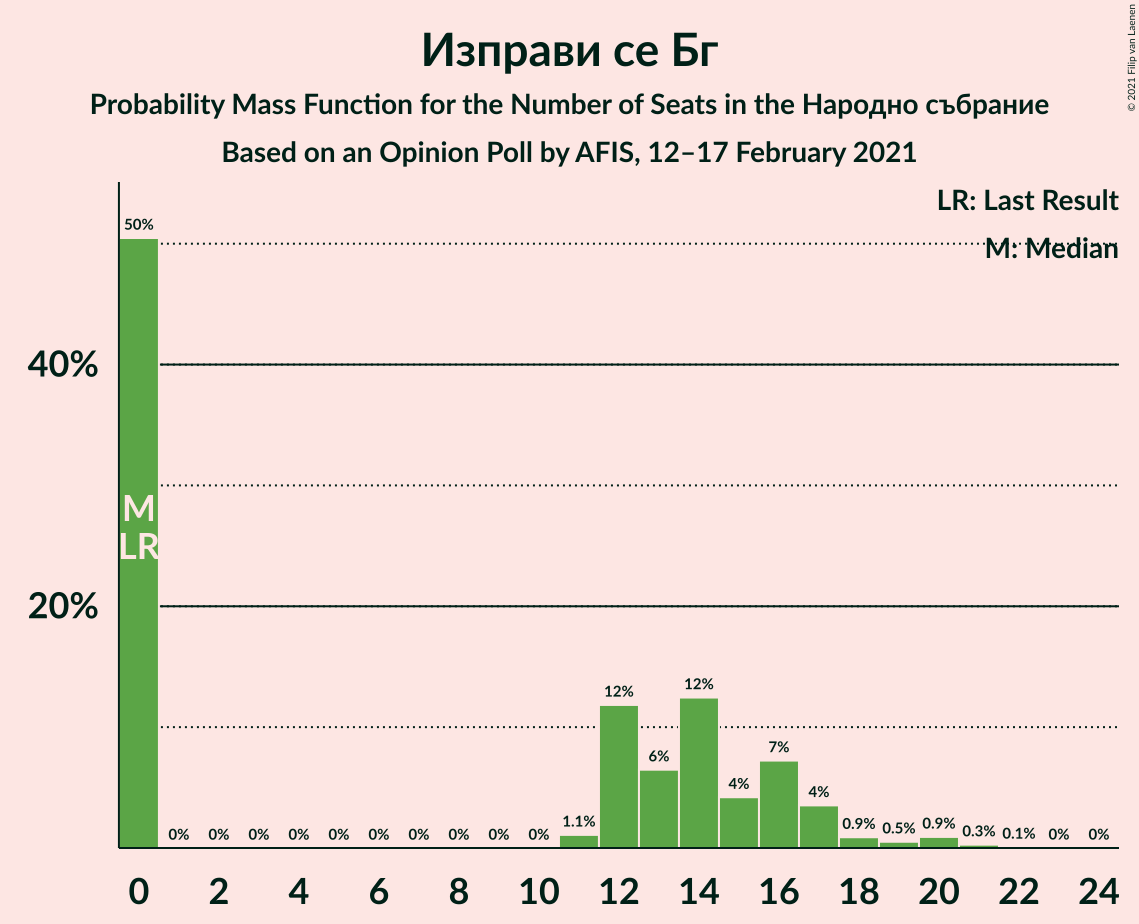 Изправи се Бг
Probability Mass Function for the Number of Seats in the Народно събрание
Based on an Opinion Poll by AFIS, 12–17 February 2021
© 2021 Filip van Laenen
LR: Last Result
M: Median
50%
40%
20%
M
LR
0% 0% 0% 0% 0% 0% 0% 0% 0% 0% 1.1% 12% 6% 12% 4% 7% 4% 0.9% 0.5% 0.9% 0.3% 0.1% 0% 0%
0 2 4 6 8 10 12 14 16 18 20 22 24